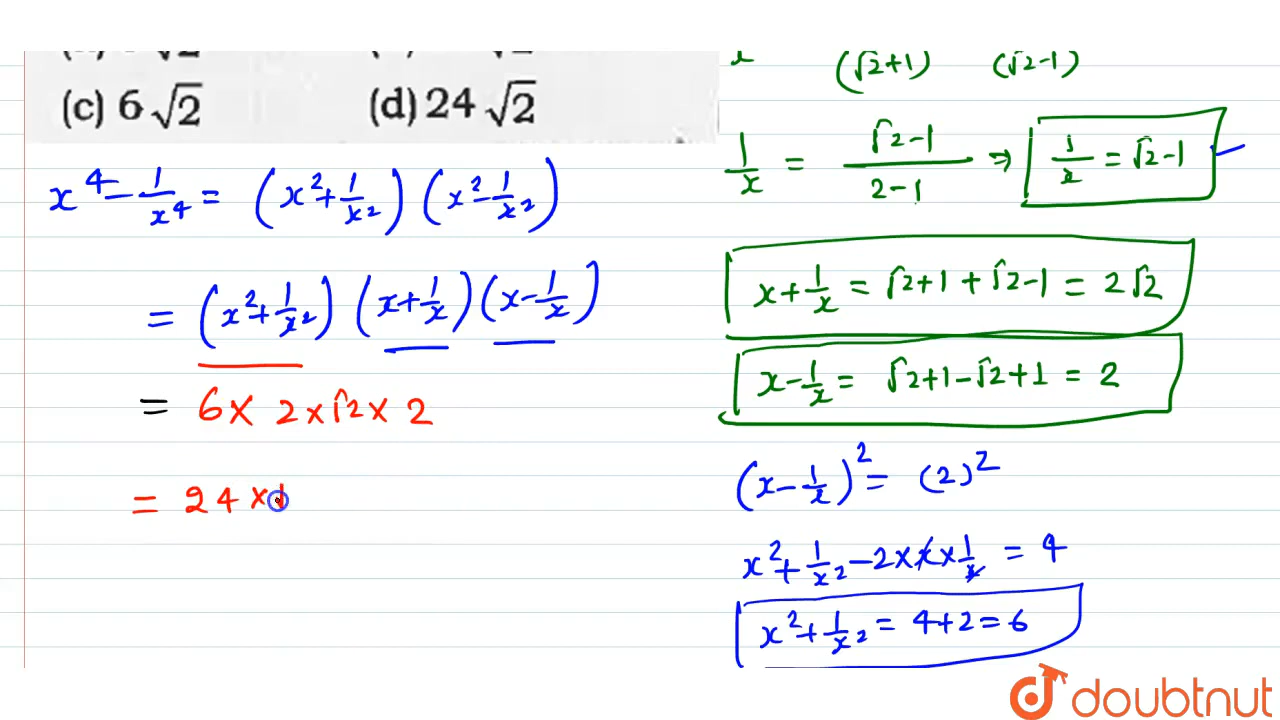 (c) 6√2 (d) 24√2
x⁴ - 1/x⁴ = (x² + 1/x²) (x² - 1/x²)
= (x² + 1/x²) (x + 1/x) (x - 1/x)
= 6 × 2 × √2 × 2
= 24 ×
(√2+1) (√2-1)
1/x = √2-1 / 2-1 ⇒ 1/x = √2-1
x + 1/x = √2+1+√2-1 = 2√2
x - 1/x = √2+1-√2+1 = 2
(x - 1/x)² = (2)²
x² + 1/x² - 2 × x × 1/x = 4
x² + 1/x² = 4+2 = 6
doubtnut